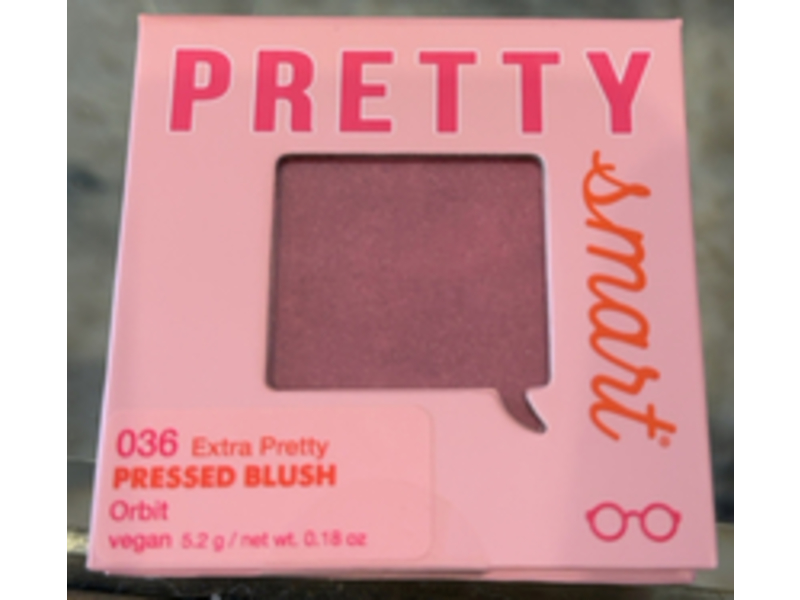 PRETTY
smart®
036 Extra Pretty
PRESSED BLUSH
Orbit
vegan 5.2 g / net wt. 0.18 oz